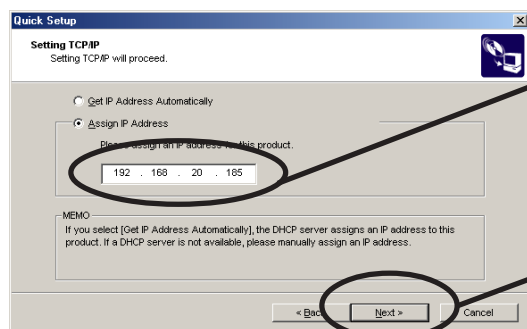 Quick Setup
Setting TCP/IP
Setting TCP/IP will proceed.
Get IP Address Automatically
Assign IP Address
Please assign an IP address for this product.
192 . 168 . 20 . 185
MEMO
If you select [Get IP Address Automatically], the DHCP server assigns an IP address to this
product. If a DHCP server is not available, please manually assign an IP address.
< Back
Next >
Cancel